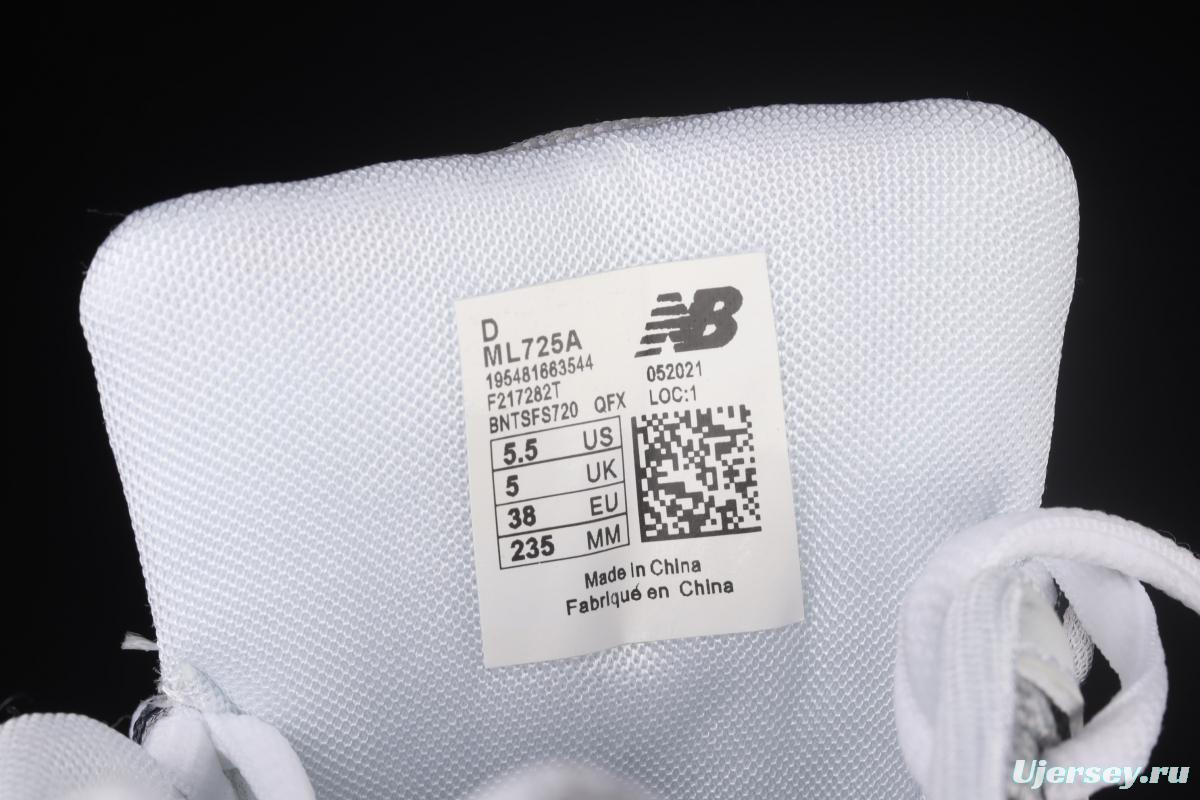 D
ML725A
195481663544
F217282T
BNTSFS720 QFX
NB
052021
LOC:1
5.5 US
5 UK
38 EU
235 MM
Made in China
Fabriqué en China
Ujersey.ru